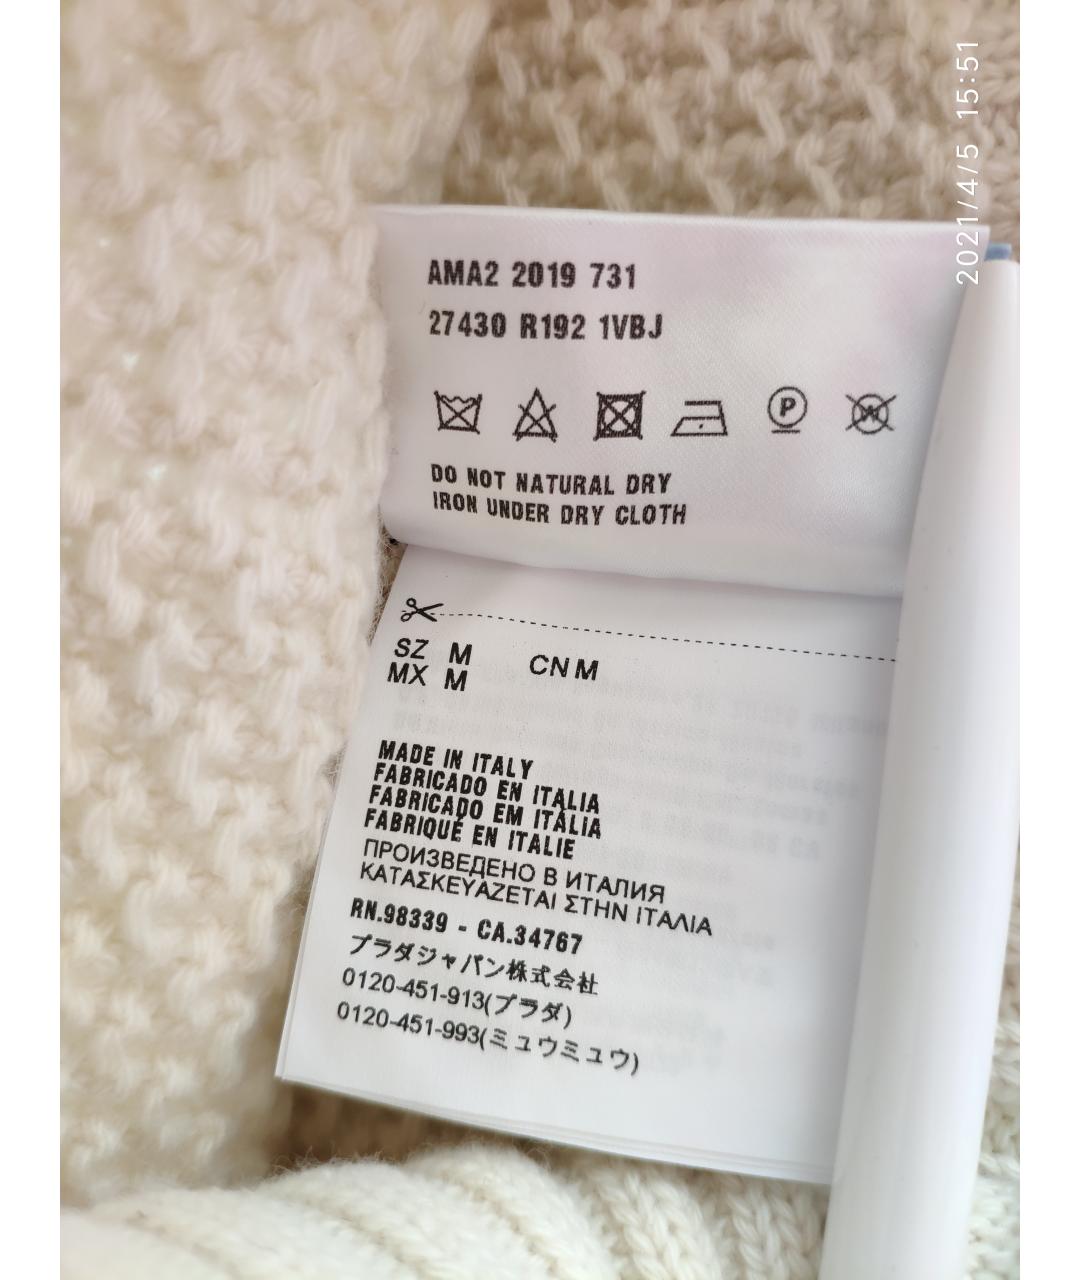 2021/4/5 15:51
AMA2 2019 731
27430 R192 1VBJ
P
W
DO NOT NATURAL DRY
IRON UNDER DRY CLOTH
SZ M CN M
MX M
MADE IN ITALY
FABRICADO EN ITALIA
FABRICADO EM ITÁLIA
FABRIQUÉ EN ITALIE
ПРОИЗВЕДЕНО В ИТАЛИЯ
ΚΑΤΑΣΚΕΥΑΖΕΤΑΙ ΣΤΗΝ ΙΤΑΛΙΑ
RN.98339 - CA.34767
プラダジャパン株式会社
0120-451-913(プラダ)
0120-451-993(ミュウミュウ)